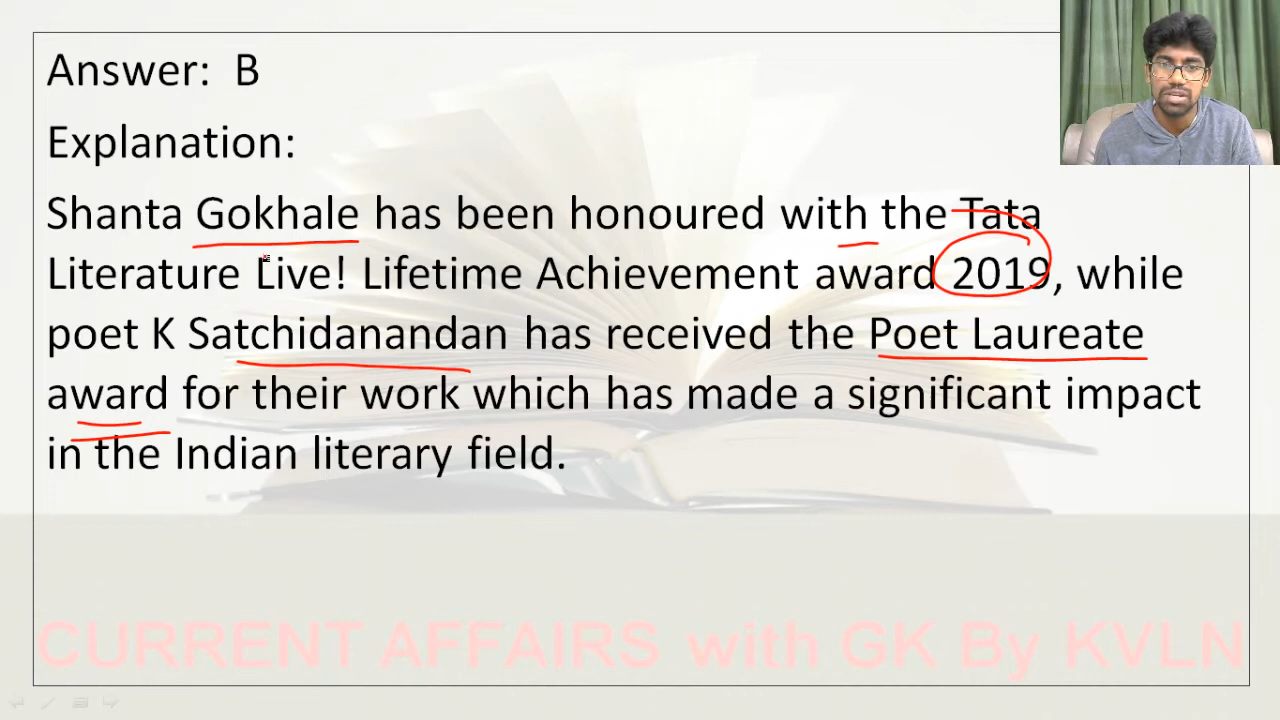 Answer: B
Explanation:
Shanta Gokhale has been honoured with the Tata
Literature Live! Lifetime Achievement award 2019, while
poet K Satchidanandan has received the Poet Laureate
award for their work which has made a significant impact
in the Indian literary field.
CURRENT AFFAIRS with GK By KVLN